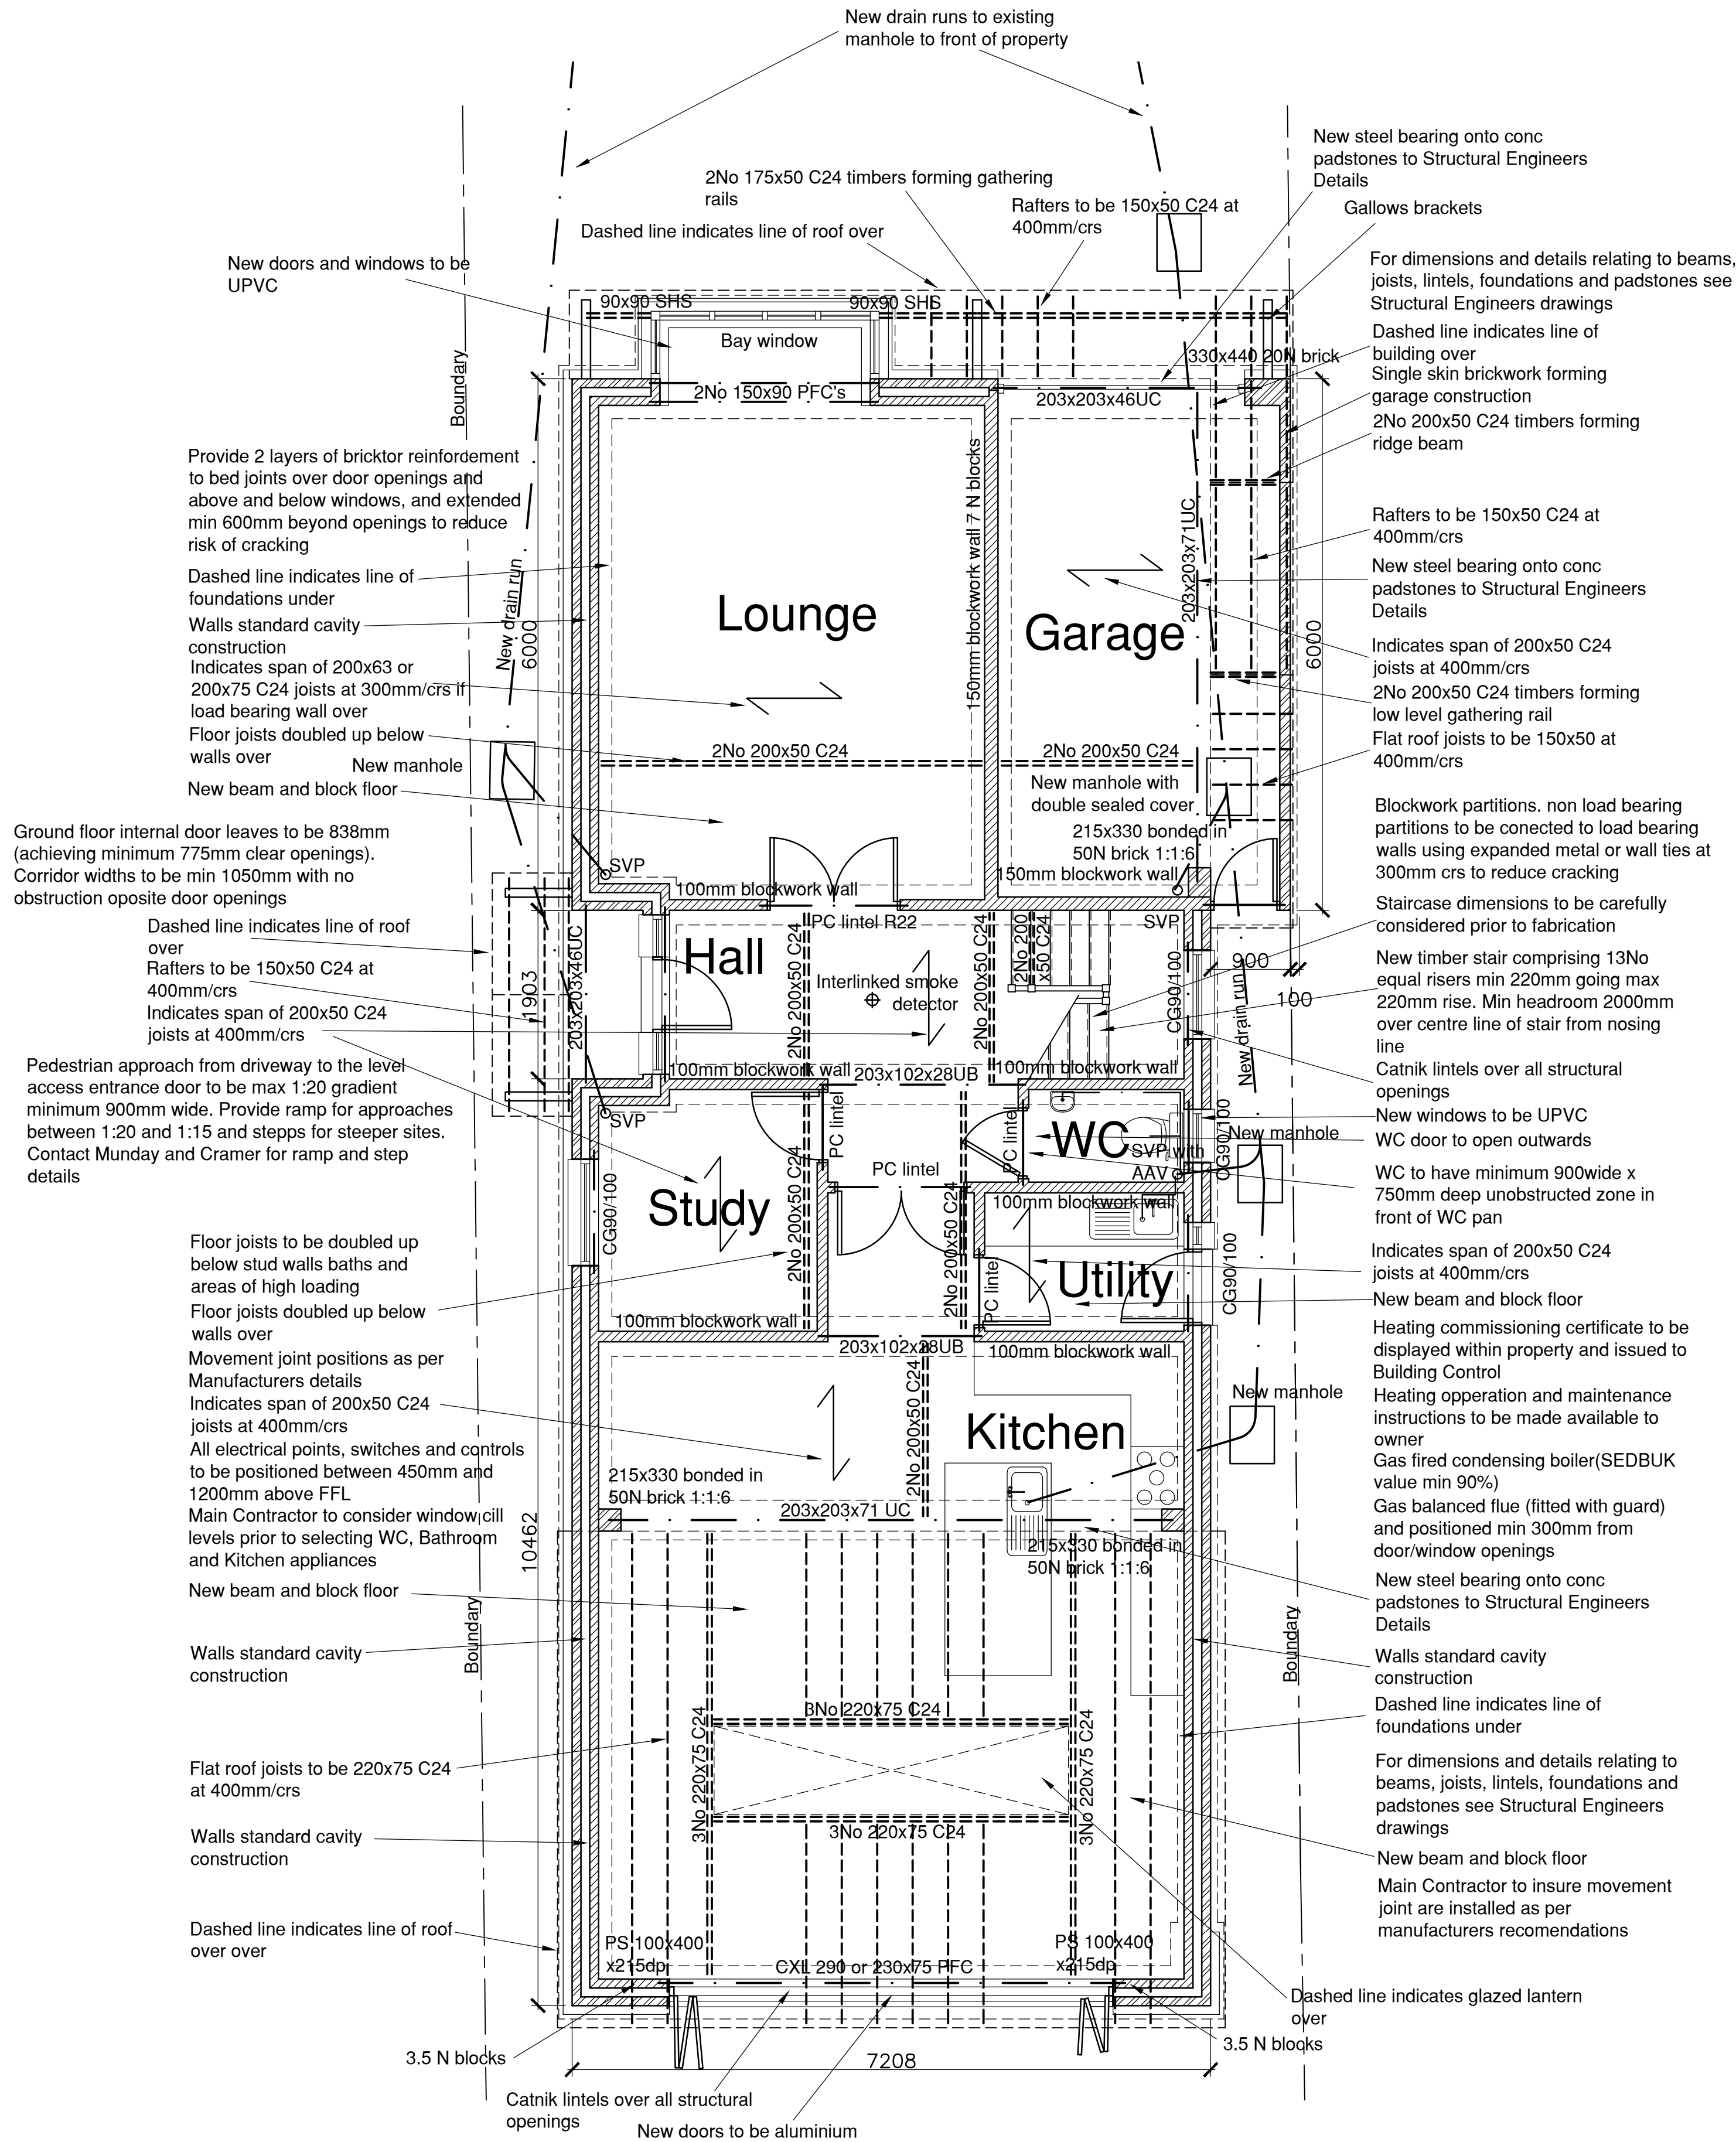 New drain runs to existing
manhole to front of property
New steel bearing onto conc
padstones to Structural Engineers
Details
2No 175x50 C24 timbers forming gathering
rails
Rafters to be 150x50 C24 at
400mm/crs
Gallows brackets
Dashed line indicates line of roof over
New doors and windows to be
UPVC
For dimensions and details relating to beams,
joists, lintels, foundations and padstones see
Structural Engineers drawings
90x90 SHS
90x90 SHS
Bay window
Dashed line indicates line of
building over
330x440 20N brick
Single skin brickwork forming
garage construction
Boundary
2No 150x90 PFC's
203x203x46UC
2No 200x50 C24 timbers forming
ridge beam
Provide 2 layers of bricktor reinfordement
to bed joints over door openings and
above and below windows, and extended
min 600mm beyond openings to reduce
risk of cracking
150mm blockwork wall 7 N blocks
203x203x71UC
Rafters to be 150x50 C24 at
400mm/crs
New steel bearing onto conc
padstones to Structural Engineers
Details
Dashed line indicates line of
foundations under
New drain run
6000
Lounge
Garage
6000
Walls standard cavity
construction
Indicates span of 200x63 or
200x75 C24 joists at 300mm/crs if
load bearing wall over
Indicates span of 200x50 C24
joists at 400mm/crs
2No 200x50 C24 timbers forming
low level gathering rail
Floor joists doubled up below
walls over
2No 200x50 C24
2No 200x50 C24
Flat roof joists to be 150x50 at
400mm/crs
New manhole
New beam and block floor
New manhole with
double sealed cover
Blockwork partitions. non load bearing
partitions to be conected to load bearing
walls using expanded metal or wall ties at
300mm crs to reduce cracking
Ground floor internal door leaves to be 838mm
(achieving minimum 775mm clear openings).
Corridor widths to be min 1050mm with no
obstruction oposite door openings
215x330 bonded in
50N brick 1:1:6
SVP
100mm blockwork wall
150mm blockwork wall
Dashed line indicates line of roof
over
PC lintel R22
SVP
Staircase dimensions to be carefully
considered prior to fabrication
Rafters to be 150x50 C24 at
400mm/crs
1903
203x203x46UC
Hall
2No 200x50 C24
Interlinked smoke
detector
2No 200x50 C24
2No 200
x50 C24
CG90/100
900
100
New drain run
New timber stair comprising 13No
equal risers min 220mm going max
220mm rise. Min headroom 2000mm
over centre line of stair from nosing
line
Indicates span of 200x50 C24
joists at 400mm/crs
Catnik lintels over all structural
openings
100mm blockwork wall
203x102x28UB
100mm blockwork wall
Pedestrian approach from driveway to the level
access entrance door to be max 1:20 gradient
minimum 900mm wide. Provide ramp for approaches
between 1:20 and 1:15 and stepps for steeper sites.
Contact Munday and Cramer for ramp and step
details
SVP
PC lintel
PC lintel
WC
SVP with
AAV
CG90/100
New manhole
New windows to be UPVC
WC door to open outwards
WC to have minimum 900wide x
750mm deep unobstructed zone in
front of WC pan
PC lintel
CG90/100
Study
2No 200x50 C24
2No 200x50 C24
100mm blockwork wall
PC lintel
Utility
CG90/100
Floor joists to be doubled up
below stud walls baths and
areas of high loading
Indicates span of 200x50 C24
joists at 400mm/crs
New beam and block floor
Floor joists doubled up below
walls over
100mm blockwork wall
203x102x28UB
100mm blockwork wall
Heating commissioning certificate to be
displayed within property and issued to
Building Control
Movement joint positions as per
Manufacturers details
New manhole
Heating opperation and maintenance
instructions to be made available to
owner
Indicates span of 200x50 C24
joists at 400mm/crs
2No 200x50 C24
Kitchen
All electrical points, switches and controls
to be positioned between 450mm and
1200mm above FFL
Gas fired condensing boiler(SEDBUK
value min 90%)
215x330 bonded in
50N brick 1:1:6
203x203x71 UC
Gas balanced flue (fitted with guard)
and positioned min 300mm from
door/window openings
Main Contractor to consider window cill
levels prior to selecting WC, Bathroom
and Kitchen appliances
10462
215x330 bonded in
50N brick 1:1:6
New beam and block floor
New steel bearing onto conc
padstones to Structural Engineers
Details
Boundary
Boundary
Walls standard cavity
construction
Walls standard cavity
construction
3No 220x75 C24
3No 220x75 C24
3No 220x75 C24
3No 220x75 C24
Dashed line indicates line of
foundations under
Flat roof joists to be 220x75 C24
at 400mm/crs
For dimensions and details relating to
beams, joists, lintels, foundations and
padstones see Structural Engineers
drawings
Walls standard cavity
construction
New beam and block floor
Main Contractor to insure movement
joint are installed as per
manufacturers recomendations
Dashed line indicates line of roof
over over
PS 100x400
x215dp
CXL 290 or 230x75 PFC
PS 100x400
x215dp
Dashed line indicates glazed lantern
over
3.5 N blocks
3.5 N blocks
7208
Catnik lintels over all structural
openings
New doors to be aluminium